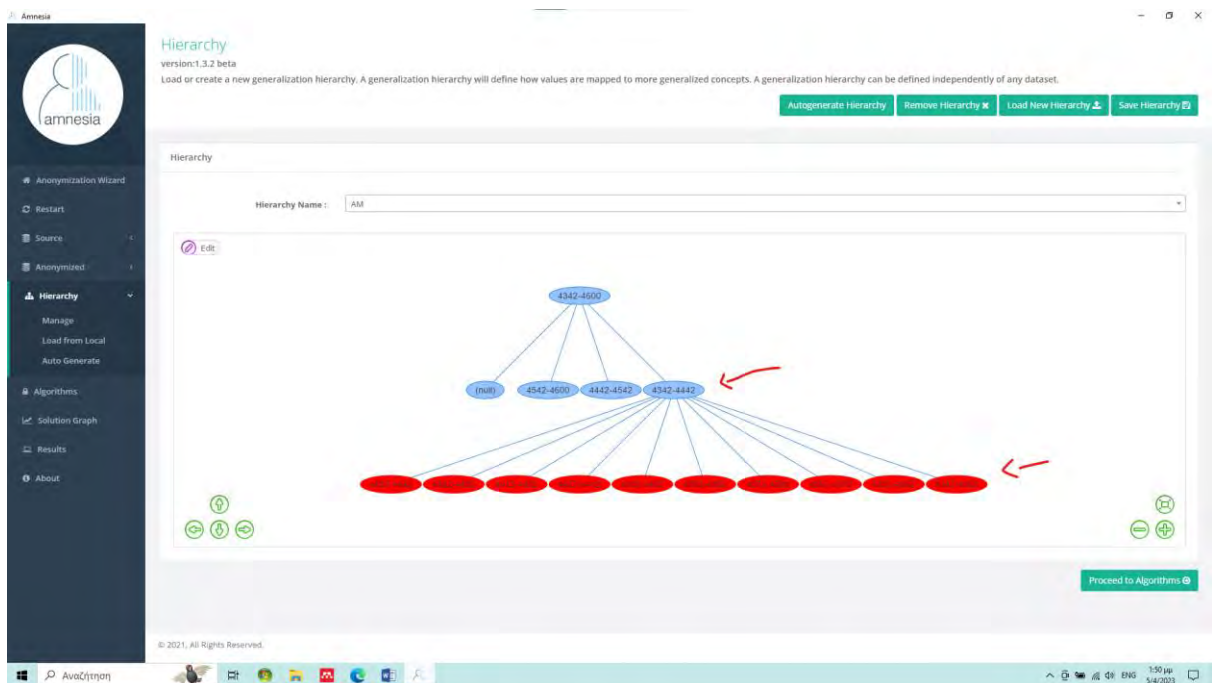 Amnesia
amnesia
Anonymization Wizard
Restart
Source
Anonymized
Hierarchy
Manage
Load from Local
Auto Generate
Algorithms
Solution Graph
Results
About
Hierarchy
version:1.3.2 beta
Load or create a new generalization hierarchy. A generalization hierarchy will define how values are mapped to more generalized concepts. A generalization hierarchy can be defined independently of any dataset.
Autogenerate Hierarchy Remove Hierarchy Load New Hierarchy Save Hierarchy
Hierarchy
Hierarchy Name : AM
Edit
4342-4600
(null) 4542-4600 4442-4542 4342-4442
Proceed to Algorithms
© 2021, All Rights Reserved.
Αναζήτηση
ENG 1:50 μμ
5/4/2023